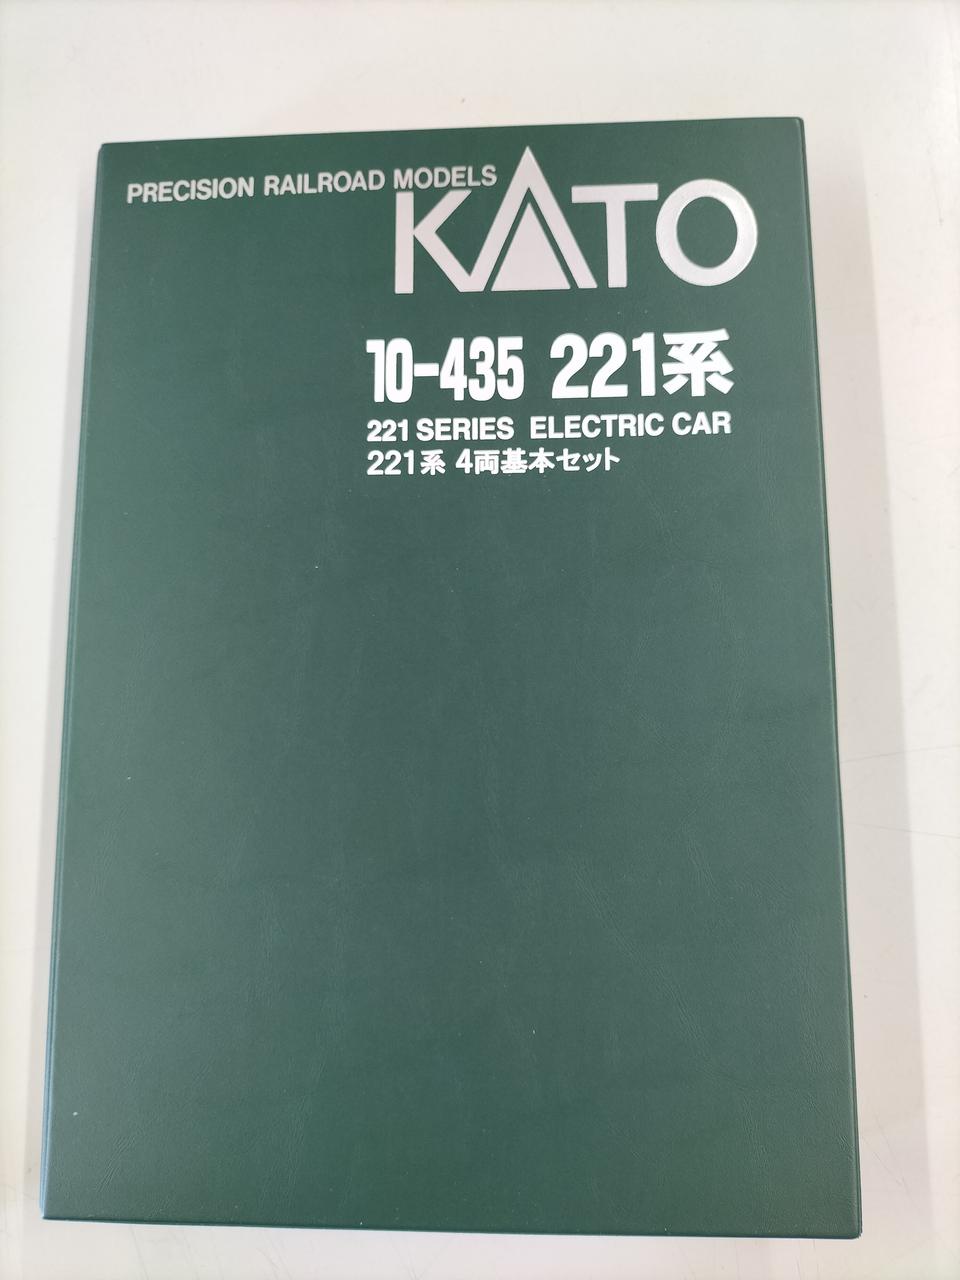 PRECISION RAILROAD MODELS
KATO
10-435 221系
221 SERIES ELECTRIC CAR
221系 4両基本セット